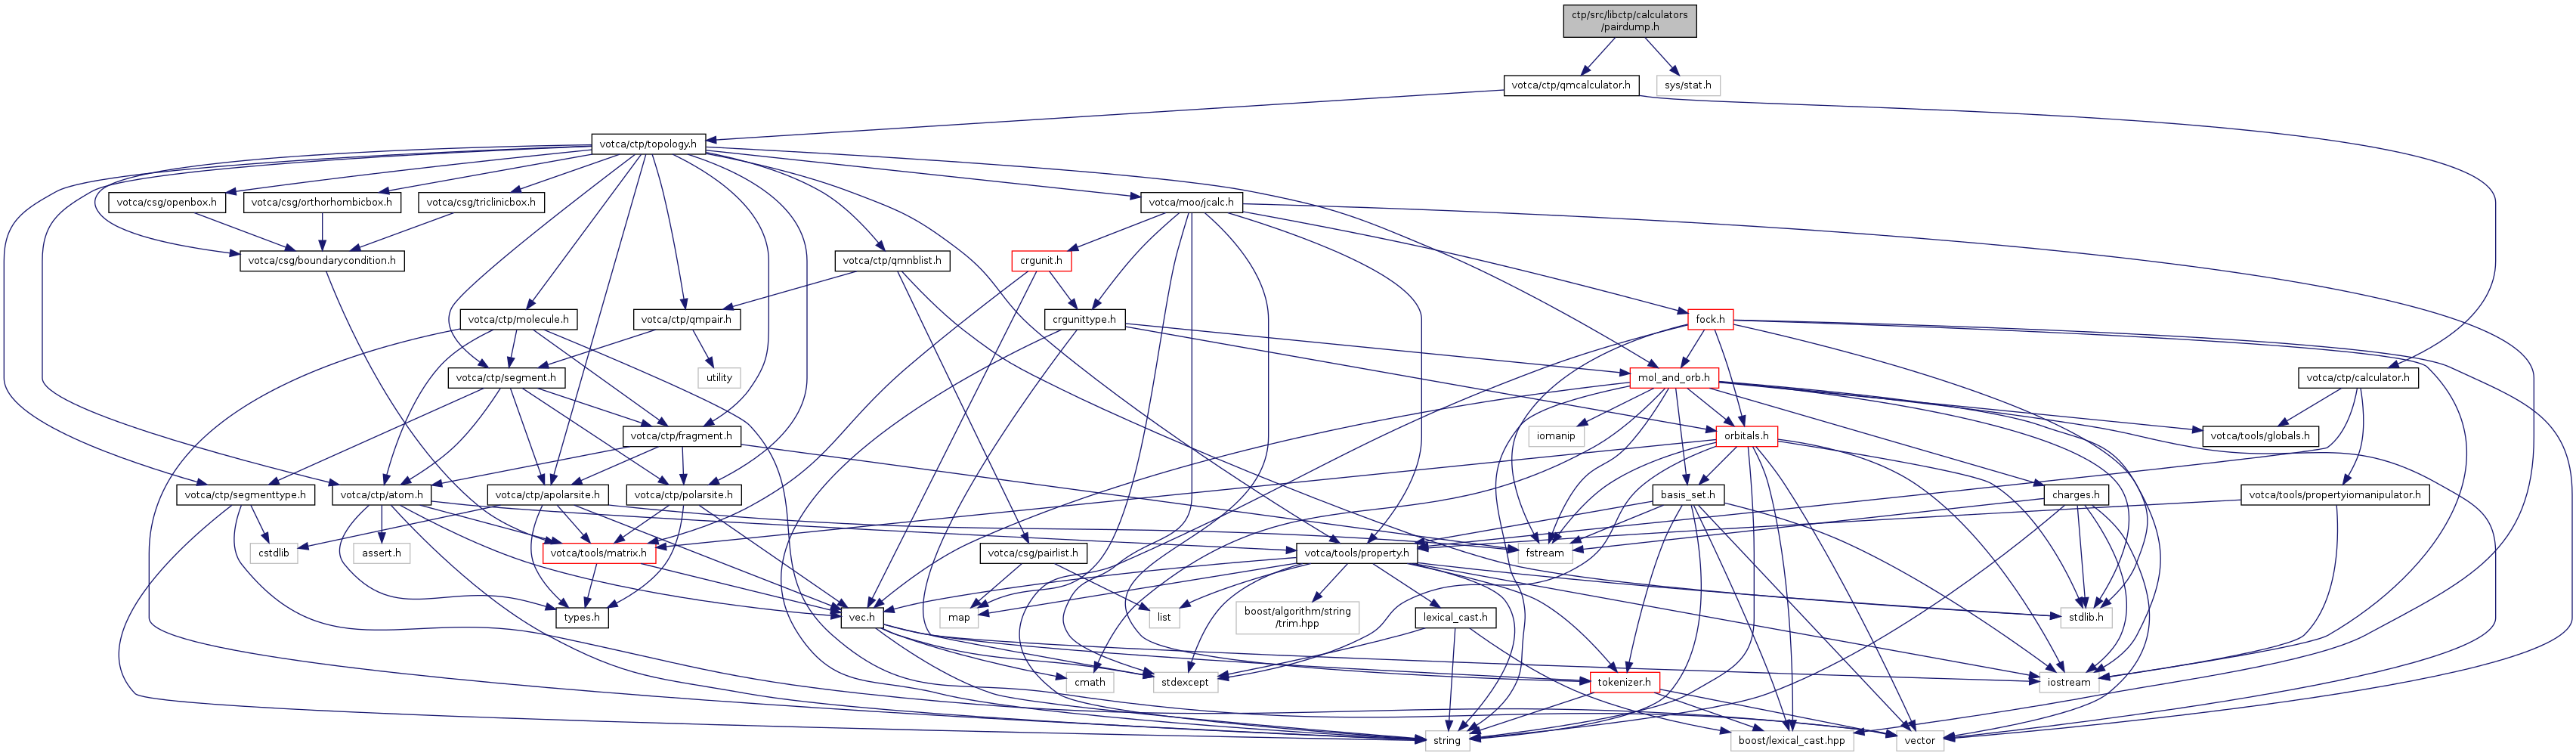 ctp/src/libctp/calculators
/pairdump.h
votca/ctp/qmcalculator.h
sys/stat.h
votca/ctp/topology.h
votca/csg/openbox.h
votca/csg/orthorhombicbox.h
votca/csg/triclinicbox.h
votca/moo/jcalc.h
votca/csg/boundarycondition.h
votca/ctp/qmnblist.h
crgunit.h
votca/ctp/molecule.h
votca/ctp/qmpair.h
crgunittype.h
fock.h
votca/ctp/segment.h
utility
mol_and_orb.h
votca/ctp/calculator.h
votca/ctp/fragment.h
iomanip
orbitals.h
votca/tools/globals.h
votca/ctp/segmenttype.h
votca/ctp/atom.h
votca/ctp/apolarsite.h
votca/ctp/polarsite.h
basis_set.h
charges.h
votca/tools/propertyiomanipulator.h
cstdlib
assert.h
votca/tools/matrix.h
votca/csg/pairlist.h
votca/tools/property.h
fstream
types.h
vec.h
map
list
boost/algorithm/string
/trim.hpp
lexical_cast.h
stdlib.h
cmath
stdexcept
tokenizer.h
iostream
string
boost/lexical_cast.hpp
vector